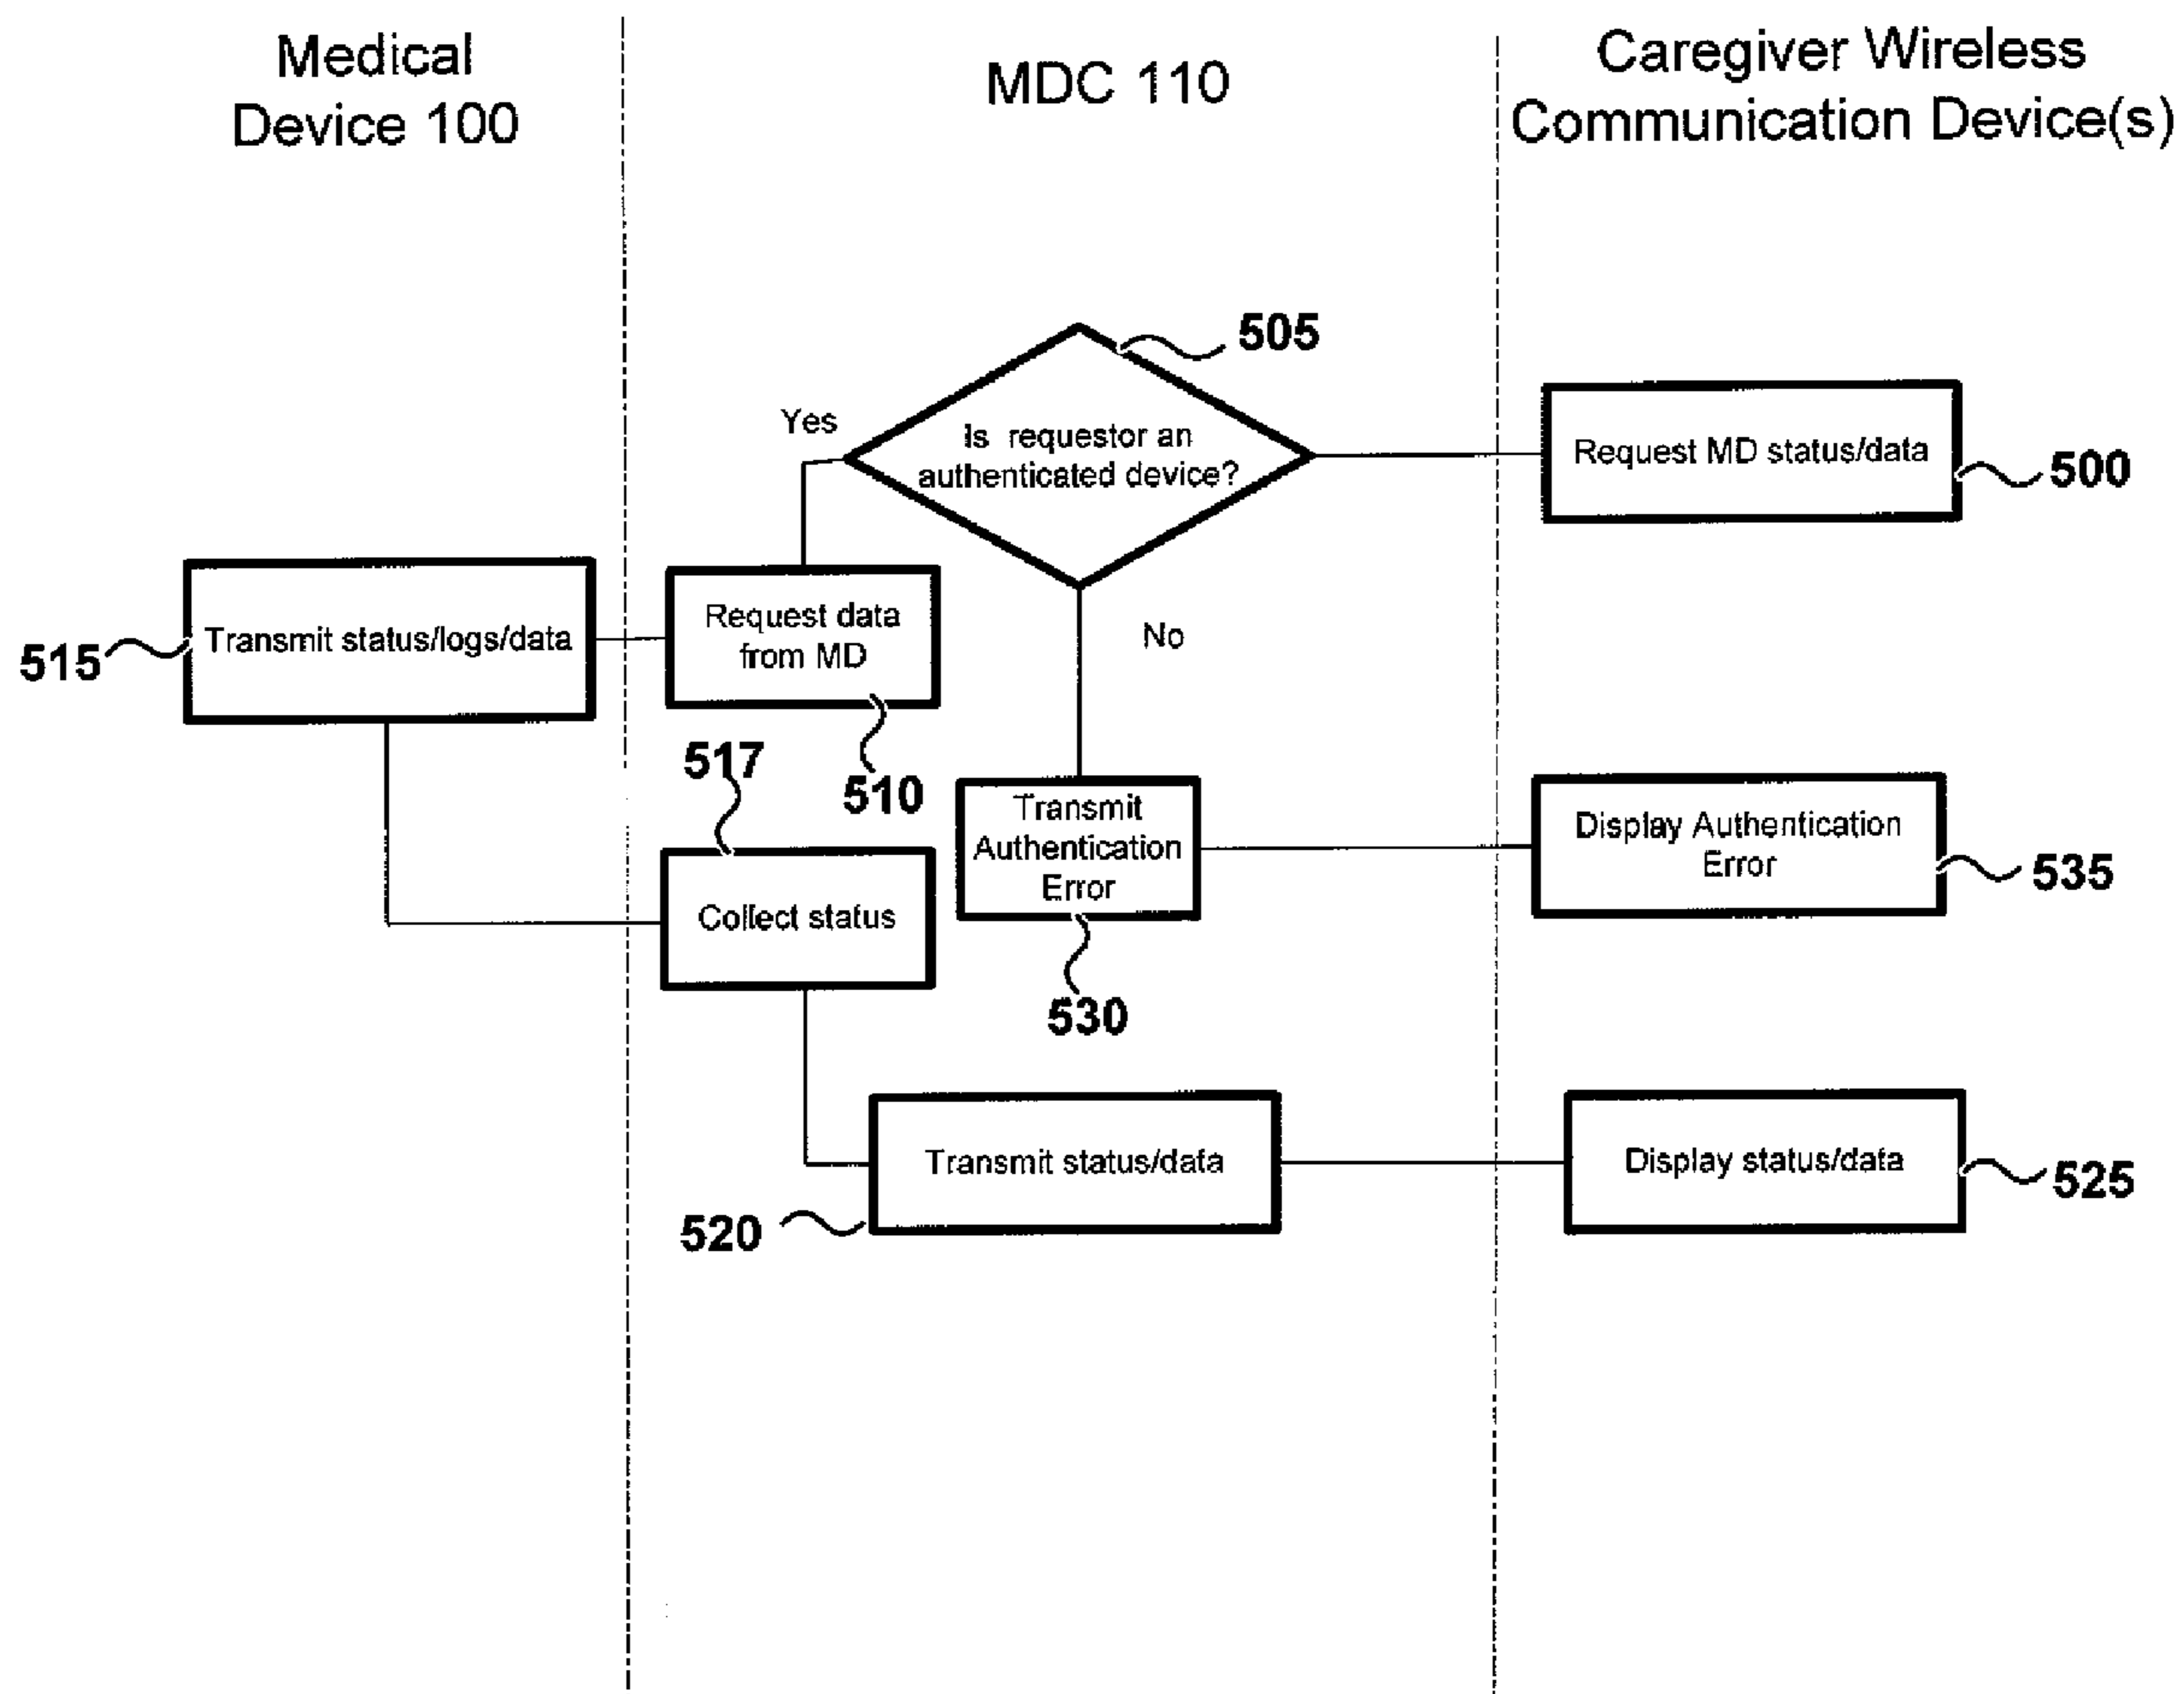 Medical
Device 100
MDC 110
Caregiver Wireless
Communication Device(s)
505
Yes
Is requestor an
authenticated device?
Request MD status/data
500
Transmit status/logs/data
515
Request data
from MD
No
510
517
Transmit
Authentication
Error
Display Authentication
Error
535
Collect status
530
Transmit status/data
520
Display status/data
525